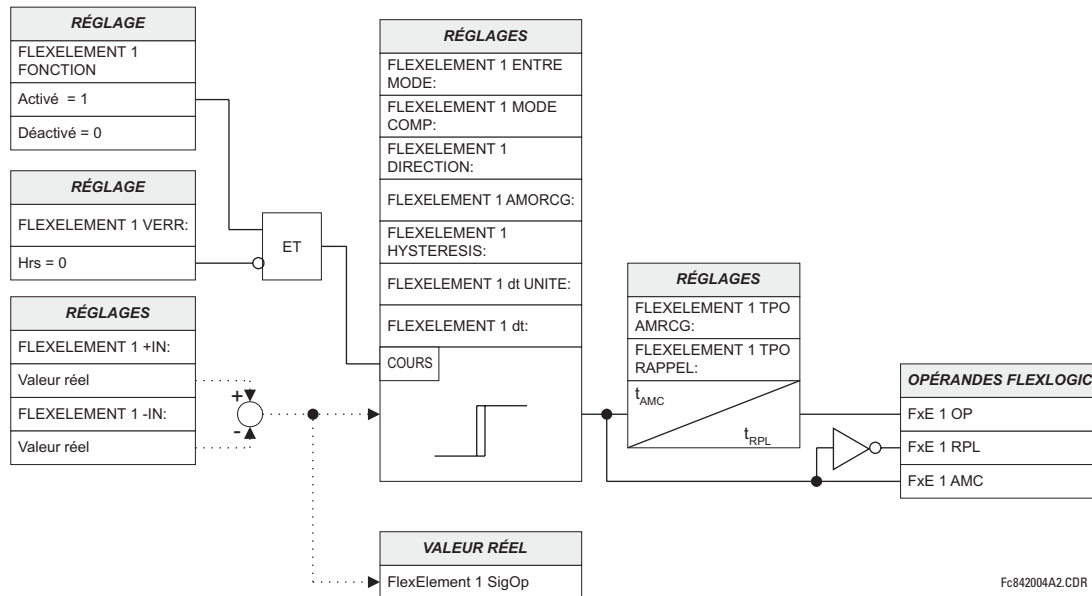 RÉGLAGE
FLEXELEMENT 1
FONCTION
Activé = 1
Déactivé = 0
RÉGLAGE
FLEXELEMENT 1 VERR:
Hrs = 0
RÉGLAGES
FLEXELEMENT 1 +IN:
Valeur réel
FLEXELEMENT 1 -IN:
Valeur réel
ET
+
-
RÉGLAGES
FLEXELEMENT 1 ENTRE
MODE:
FLEXELEMENT 1 MODE
COMP:
FLEXELEMENT 1
DIRECTION:
FLEXELEMENT 1 AMORCG:
FLEXELEMENT 1
HYSTERESIS:
FLEXELEMENT 1 dt UNITE:
FLEXELEMENT 1 dt:
COURS
VALEUR RÉEL
FlexElement 1 SigOp
RÉGLAGES
FLEXELEMENT 1 TPO
AMRCG:
FLEXELEMENT 1 TPO
RAPPEL:
tAMC
tRPL
OPÉRANDES FLEXLOGIC
FxE 1 OP
FxE 1 RPL
FxE 1 AMC
Fc842004A2.CDR